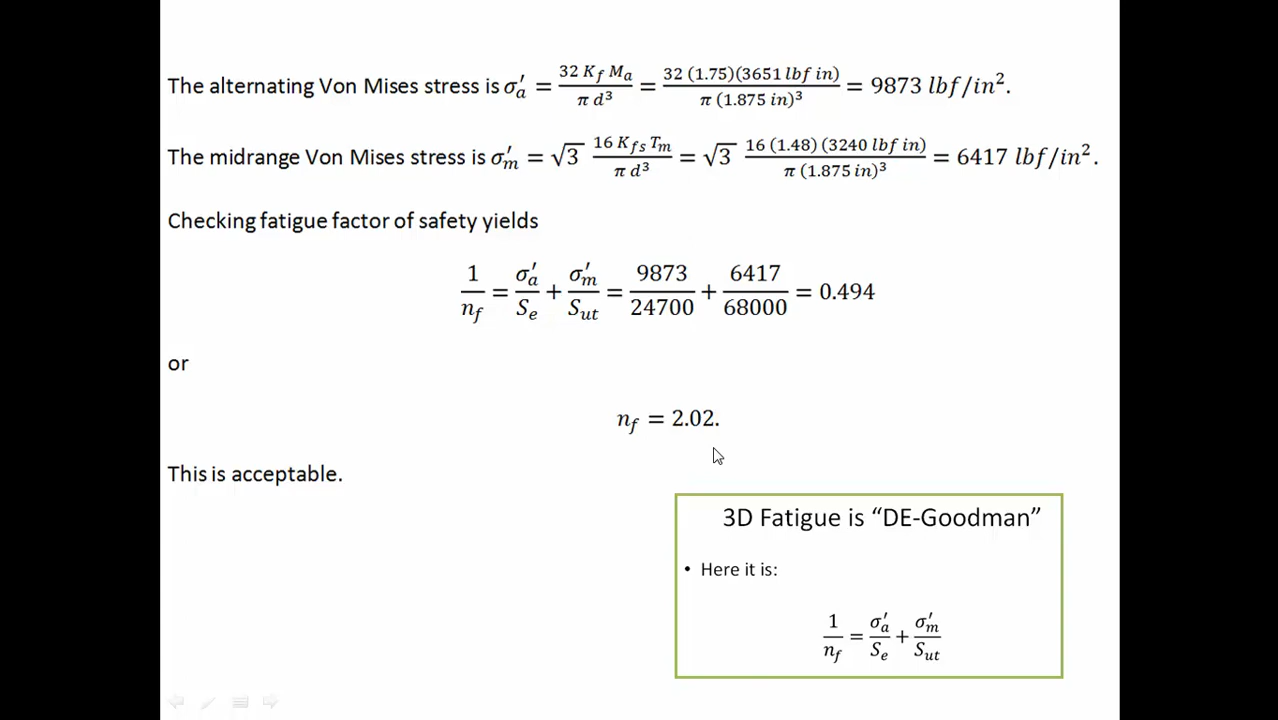 The alternating Von Mises stress is σ′ₐ = 32 K_f Mₐ / π d³ = 32 (1.75)(3651 lbf in) / π (1.875 in)³ = 9873 lbf/in².
The midrange Von Mises stress is σ′ₘ = √3 16 K_fs Tₘ / π d³ = √3 16 (1.48) (3240 lbf in) / π (1.875 in)³ = 6417 lbf/in².
Checking fatigue factor of safety yields
1/n_f = σ′ₐ/Sₑ + σ′ₘ/S_ut = 9873/24700 + 6417/68000 = 0.494
or
n_f = 2.02.
This is acceptable.
3D Fatigue is “DE-Goodman”
• Here it is:
1/n_f = σ′ₐ/Sₑ + σ′ₘ/S_ut